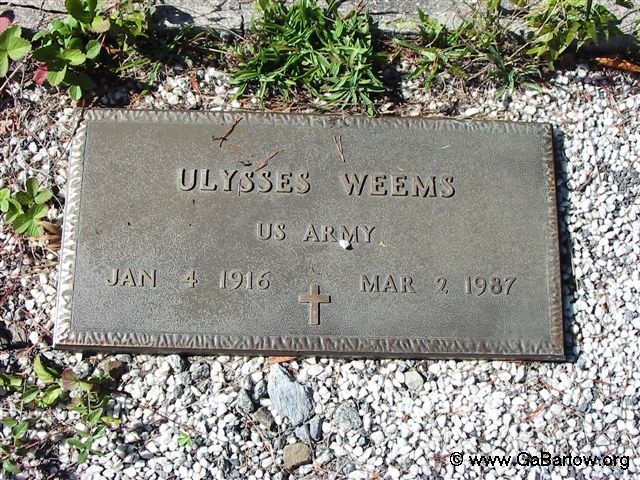 ULYSSES WEEMS
US ARMY
JAN 4 1916 MAR 2 1987
© www.GaBartow.org